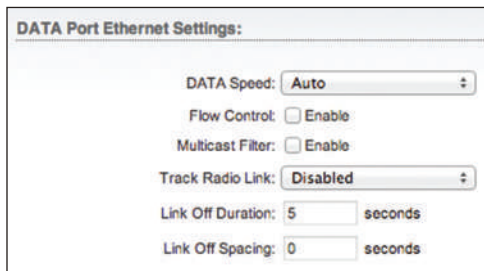 DATA Port Ethernet Settings:
DATA Speed: Auto
Flow Control: Enable
Multicast Filter: Enable
Track Radio Link: Disabled
Link Off Duration: 5 seconds
Link Off Spacing: 0 seconds